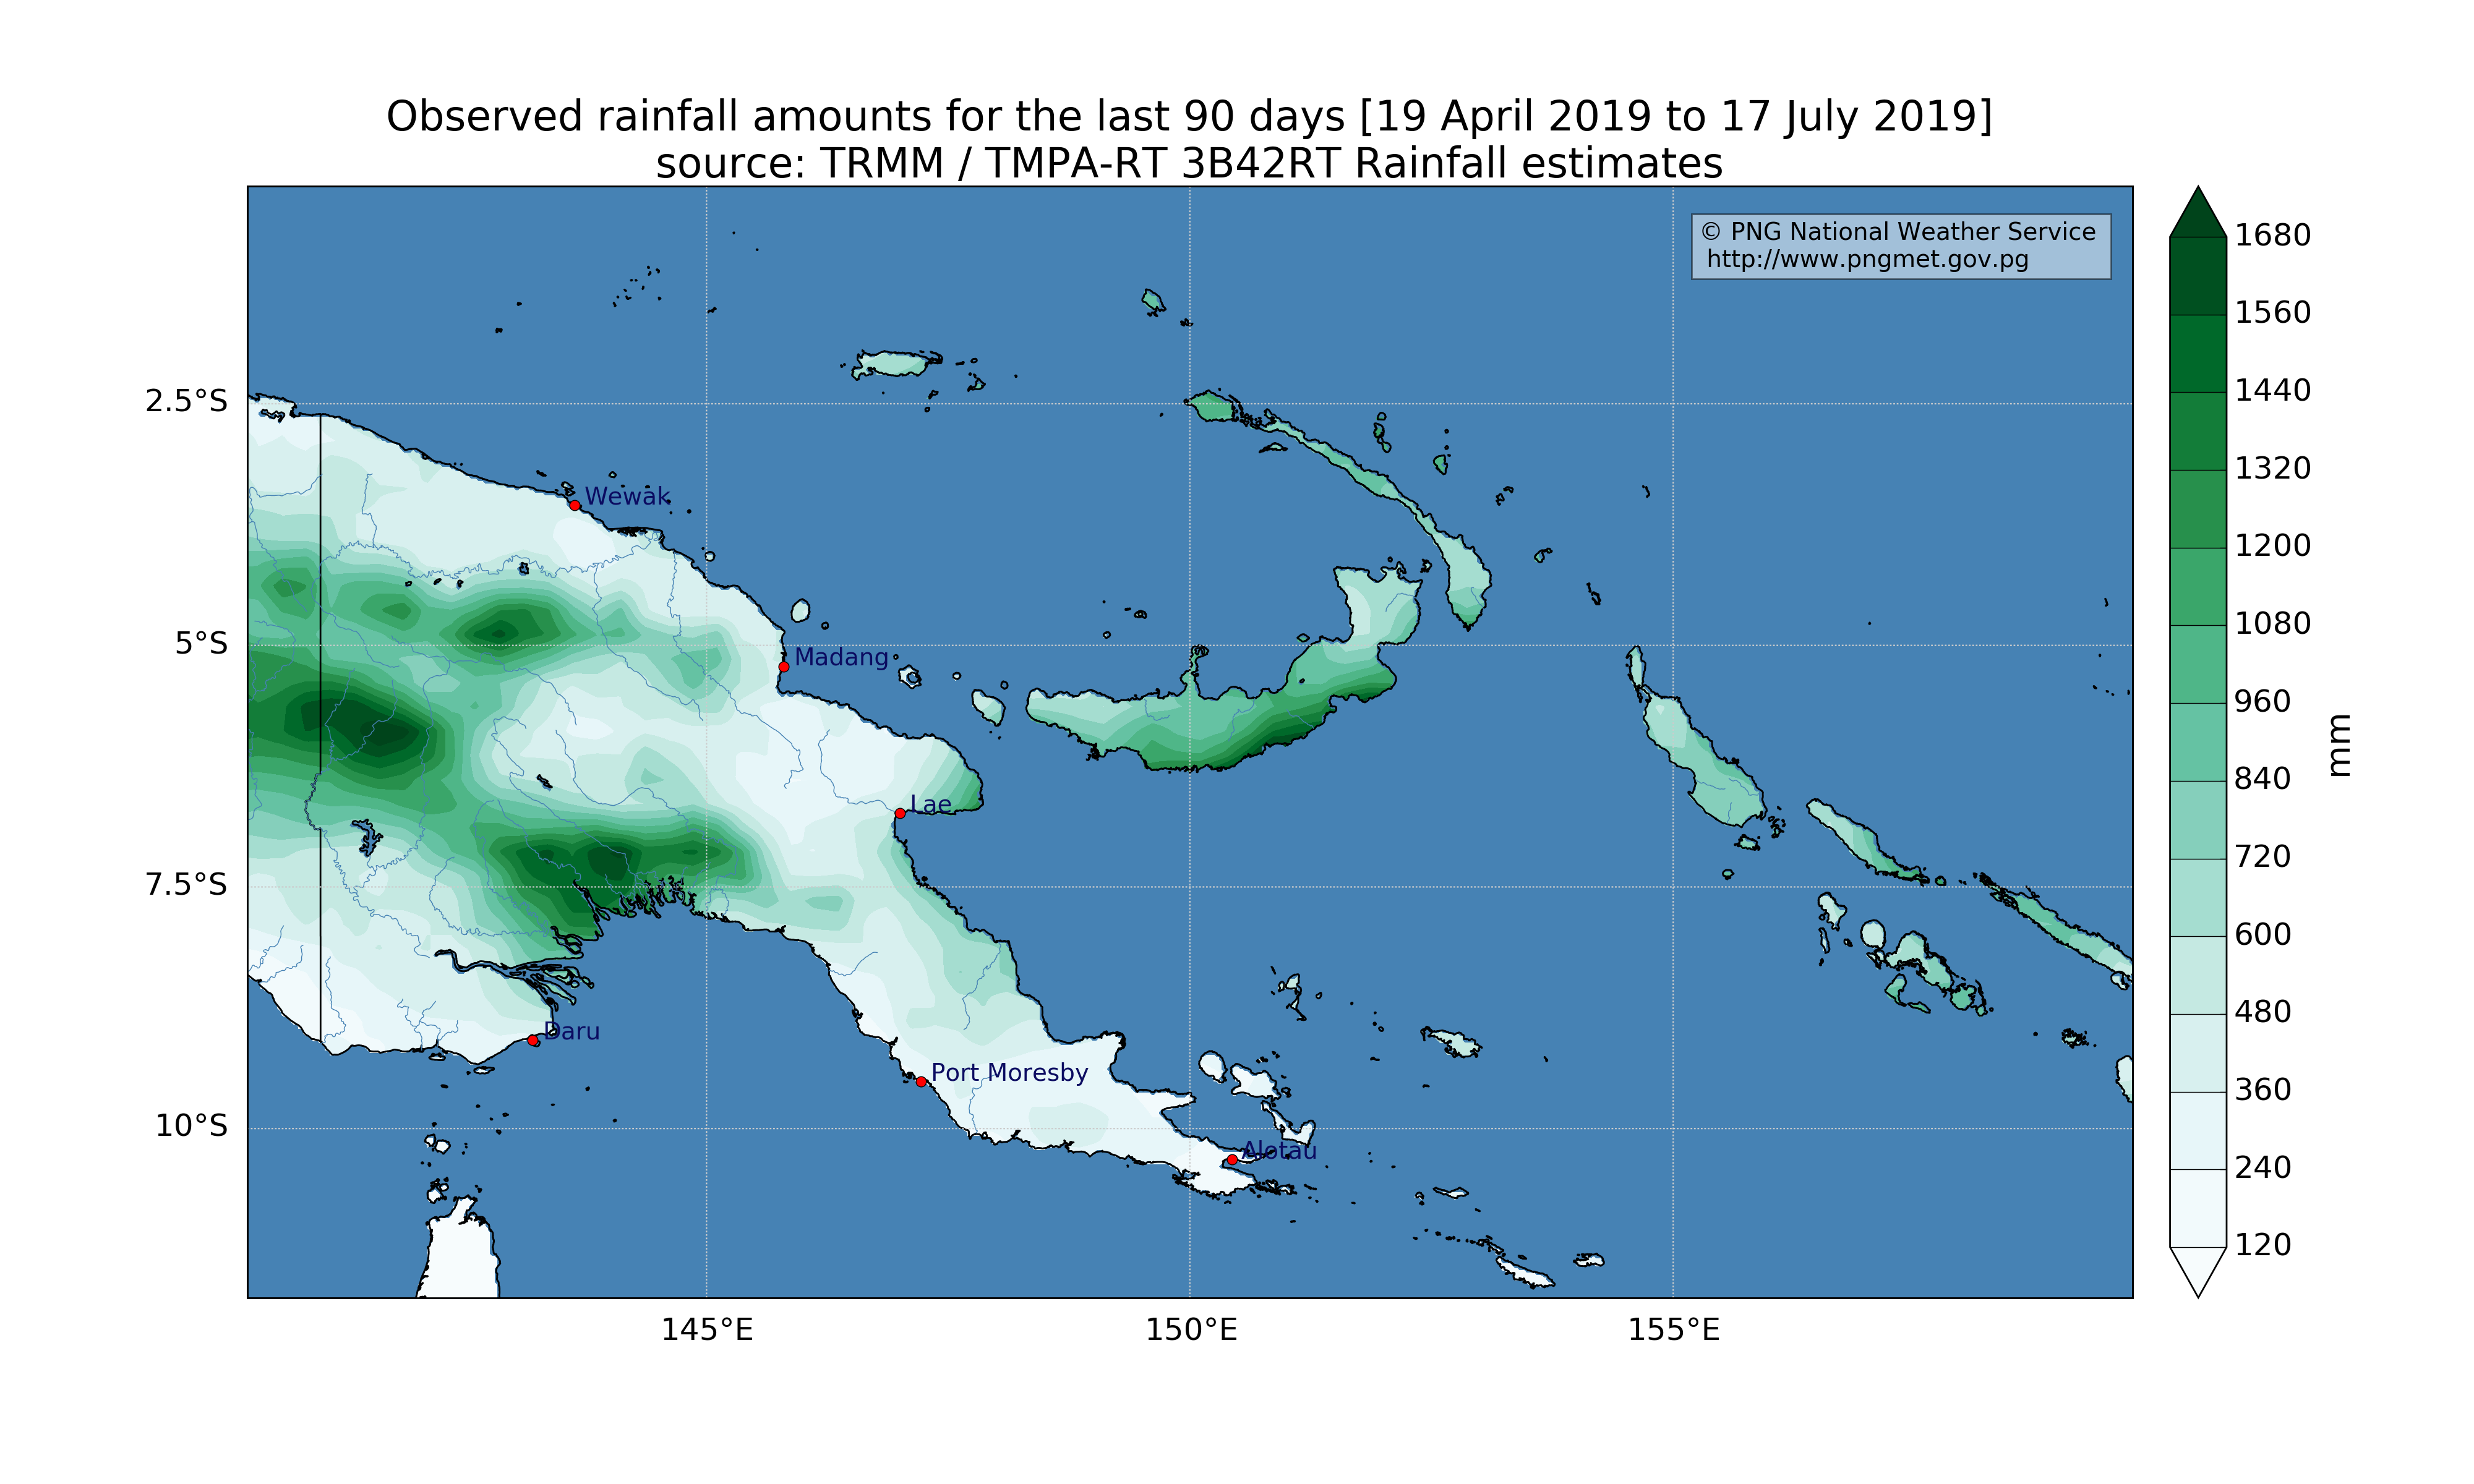 Observed rainfall amounts for the last 90 days [19 April 2019 to 17 July 2019]
source: TRMM / TMPA-RT 3B42RT Rainfall estimates
© PNG National Weather Service
http://www.pngmet.gov.pg
2.5°S
5°S
7.5°S
10°S
145°E
150°E
155°E
Wewak
Madang
Lae
Daru
Port Moresby
Alotau
1680
1560
1440
1320
1200
1080
960
840
720
600
480
360
240
120
mm